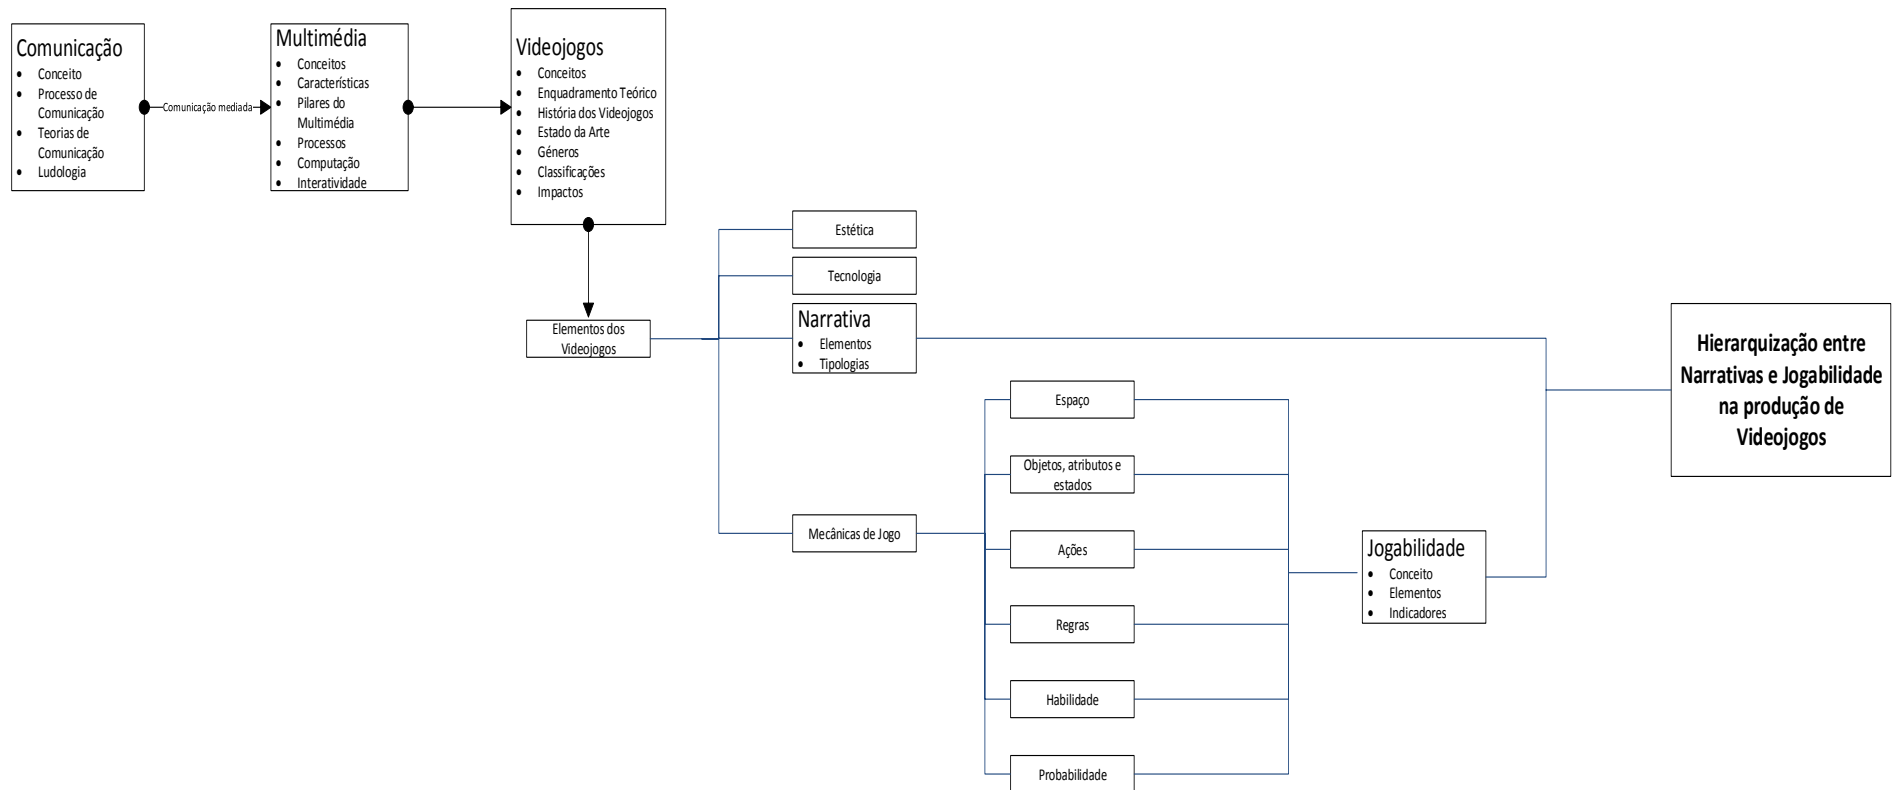 Comunicação
• Conceito
• Processo de
Comunicação
• Teorias de
Comunicação
• Ludologia
Comunicação mediada
Multimédia
• Conceitos
• Características
• Pilares do
Multimédia
• Processos
• Computação
• Interatividade
Videojogos
• Conceitos
• Enquadramento Teórico
• História dos Videojogos
• Estado da Arte
• Géneros
• Classificações
• Impactos
Elementos dos
Videojogos
Estética
Tecnologia
Narrativa
• Elementos
• Tipologias
Mecânicas de Jogo
Espaço
Objetos, atributos e
estados
Ações
Regras
Habilidade
Probabilidade
Jogabilidade
• Conceito
• Elementos
• Indicadores
Hierarquização entre
Narrativas e Jogabilidade
na produção de
Videojogos